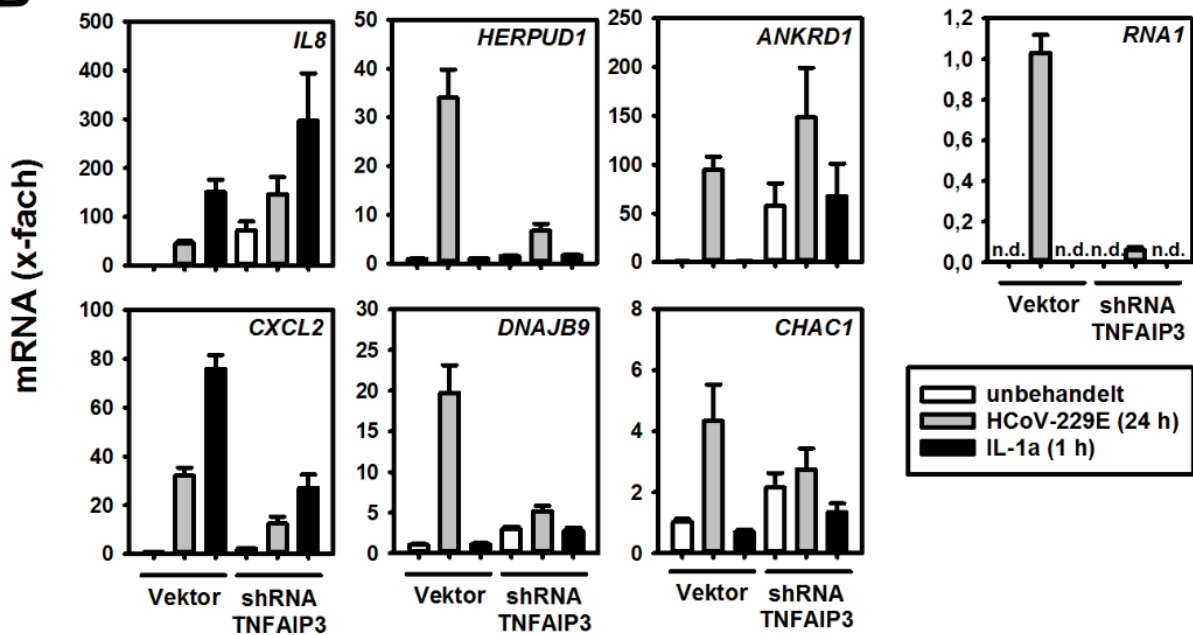 mRNA (x-fach)
IL8
500
400
300
200
100
0
HERPUD1
40
30
20
10
0
ANKRD1
250
200
150
100
50
0
RNA1
1,2
1,0
0,8
0,6
0,4
0,2
0,0
n.d. n.d. n.d. n.d.
Vektor shRNA
TNFAIP3
CXCL2
100
80
60
40
20
0
Vektor shRNA
TNFAIP3
DNAJB9
30
25
20
15
10
5
0
Vektor shRNA
TNFAIP3
CHAC1
8
6
4
2
0
Vektor shRNA
TNFAIP3
unbehandelt
HCoV-229E (24 h)
IL-1a (1 h)